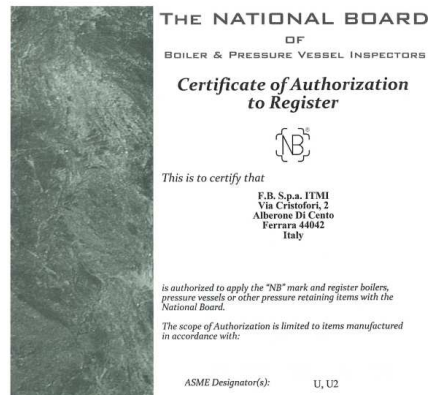 THE NATIONAL BOARD
OF
BOILER & PRESSURE VESSEL INSPECTORS
Certificate of Authorization
to Register
NB®
This is to certify that
F.B. S.p.a. ITMI
Via Cristofori, 2
Alberone Di Cento
Ferrara 44042
Italy
is authorized to apply the "NB" mark and register boilers,
pressure vessels or other pressure retaining items with the
National Board.
The scope of Authorization is limited to items manufactured
in accordance with:
ASME Designator(s): U, U2